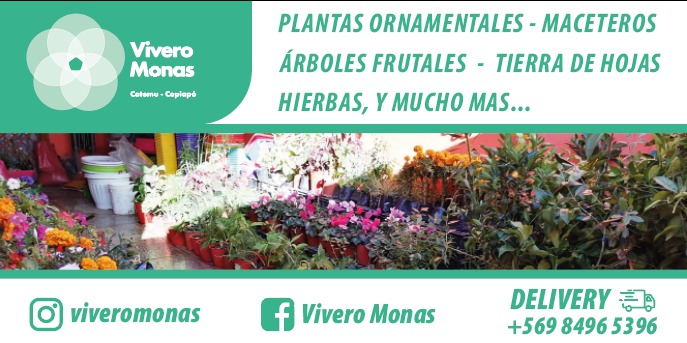 Vivero
Monas
Catemu - Copiapó
PLANTAS ORNAMENTALES - MACETEROS
ÁRBOLES FRUTALES - TIERRA DE HOJAS
HIERBAS, Y MUCHO MAS...
viveromonas
Vivero Monas
DELIVERY
+569 8496 5396